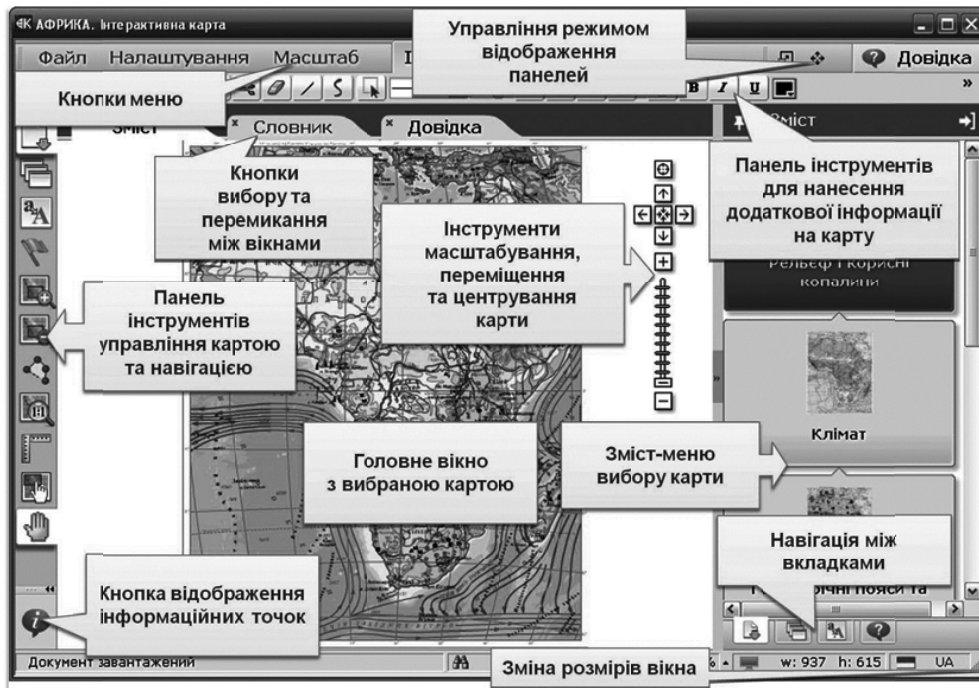 АФРИКА. Інтерактивна карта
Управління режимом
відображення
панелей
Файл Налаштування Масштаб
Довідка
Кнопки меню
B I U
Зміст
Словник
Довідка
Зміст
Панель інструментів
для нанесення
додаткової інформації
на карту
Кнопки
вибору та
перемикання
між вікнами
Інструменти
масштабування,
переміщення
та центрування
карти
Рельєф і корисні
копалини
Панель
інструментів
управління картою
та навігацією
Клімат
Головне вікно
з вибраною картою
Зміст-меню
вибору карти
Навігація між
вкладками
пояси та
Кнопка відображення
інформаційних точок
Документ завантажений
Зміна розмірів вікна
% w: 937 h: 615 UA